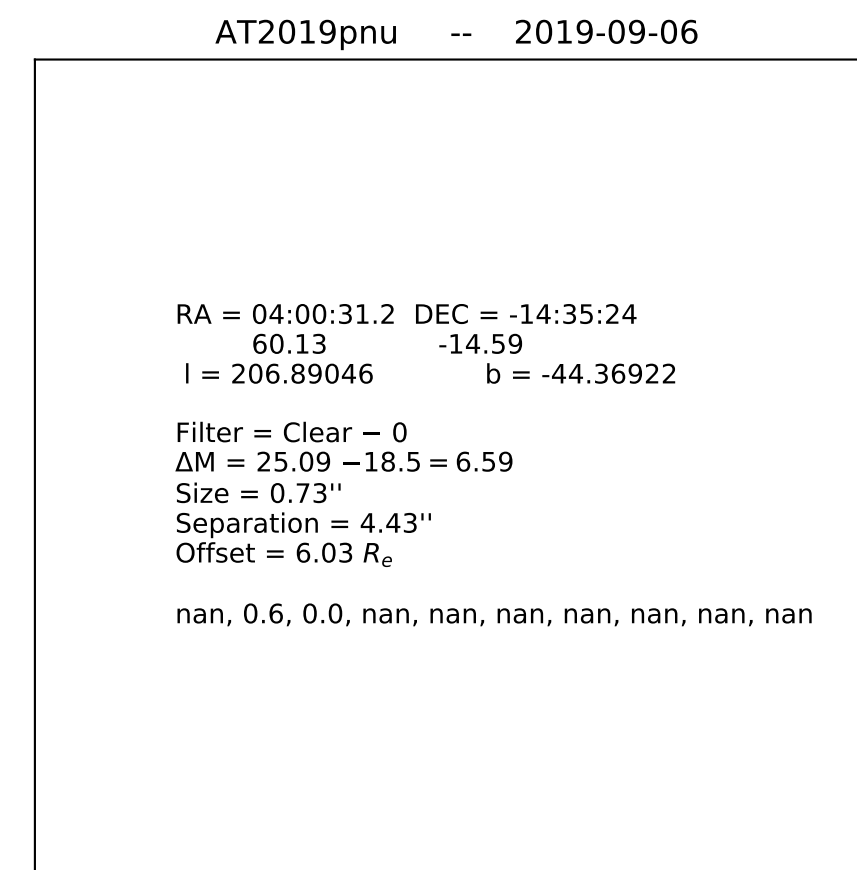 AT2019pnu -- 2019-09-06
RA = 04:00:31.2 DEC = -14:35:24
60.13 -14.59
l = 206.89046 b = -44.36922
Filter = Clear − 0
ΔM = 25.09 −18.5 = 6.59
Size = 0.73''
Separation = 4.43''
Offset = 6.03 Rₑ
nan, 0.6, 0.0, nan, nan, nan, nan, nan, nan, nan